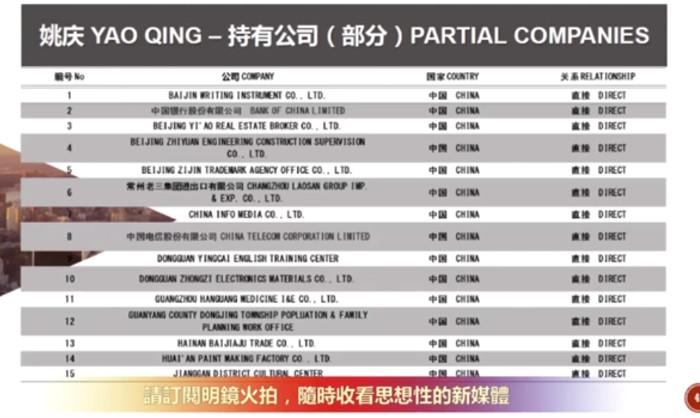 姚庆 YAO QING – 持有公司（部分）PARTIAL COMPANIES
编号 No 公司 COMPANY 国家 COUNTRY 关系 RELATIONSHIP
1 BAIJIN WRITING INSTRUMENT CO., LTD. 中国 CHINA 直接 DIRECT
2 中国银行股份有限公司 BANK OF CHINA LIMITED 中国 CHINA 直接 DIRECT
3 BEIJING YI'AO REAL ESTATE BROKER CO., LTD. 中国 CHINA 直接 DIRECT
4 BEIJING ZHIYUAN ENGINEERING CONSTRUCTION SUPERVISION
CO., LTD. 中国 CHINA 直接 DIRECT
5 BEIJING ZIJIN TRADEMARK AGENCY OFFICE CO., LTD. 中国 CHINA 直接 DIRECT
6 常州老三集团进出口有限公司 CHANGZHOU LAOSAN GROUP IMP.
& EXP. CO., LTD. 中国 CHINA 直接 DIRECT
CHINA INFO MEDIA CO., LTD. 中国 CHINA 直接 DIRECT
8 中国电信股份有限公司 CHINA TELECOM CORPORATION LIMITED 中国 CHINA 直接 DIRECT
DONGGUAN YINGCAI ENGLISH TRAINING CENTER 中国 CHINA 直接 DIRECT
10 DONGGUAN ZHONGZI ELECTRONICS MATERIALS CO., LTD. 中国 CHINA 直接 DIRECT
11 GUANGZHOU HANGUANG MEDICINE I&E CO., LTD. 中国 CHINA 直接 DIRECT
12 GUANYANG COUNTY DONGJING TOWNSHIP POPLUATION & FAMILY
PLANNING WORK OFFICE 中国 CHINA 直接 DIRECT
13 HAINAN BAIJIAJU TRADE CO., LTD. 中国 CHINA 直接 DIRECT
14 HUAI'AN PAINT MAKING FACTORY CO., LTD. 中国 CHINA 直接 DIRECT
15 JIANGGAN DISTRICT CULTURAL CENTER 中国 CHINA 直接 DIRECT
請訂閱明鏡火拍，隨時收看思想性的新媒體